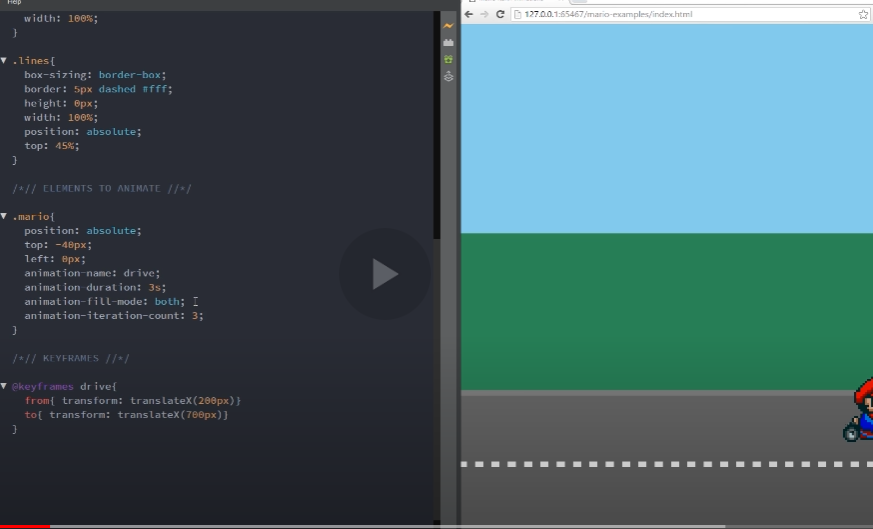 Help
width: 100%;
}
.lines{
box-sizing: border-box;
border: 5px dashed #fff;
height: 0px;
width: 100%;
position: absolute;
top: 45%;
}
/*// ELEMENTS TO ANIMATE //*/
.mario{
position: absolute;
top: -40px;
left: 0px;
animation-name: drive;
animation-duration: 3s;
animation-fill-mode: both;
animation-iteration-count: 3;
}
/*// KEYFRAMES //*/
@keyframes drive{
from{ transform: translateX(200px)}
to{ transform: translateX(700px)}
}
127.0.0.1:65467/mario-examples/index.html